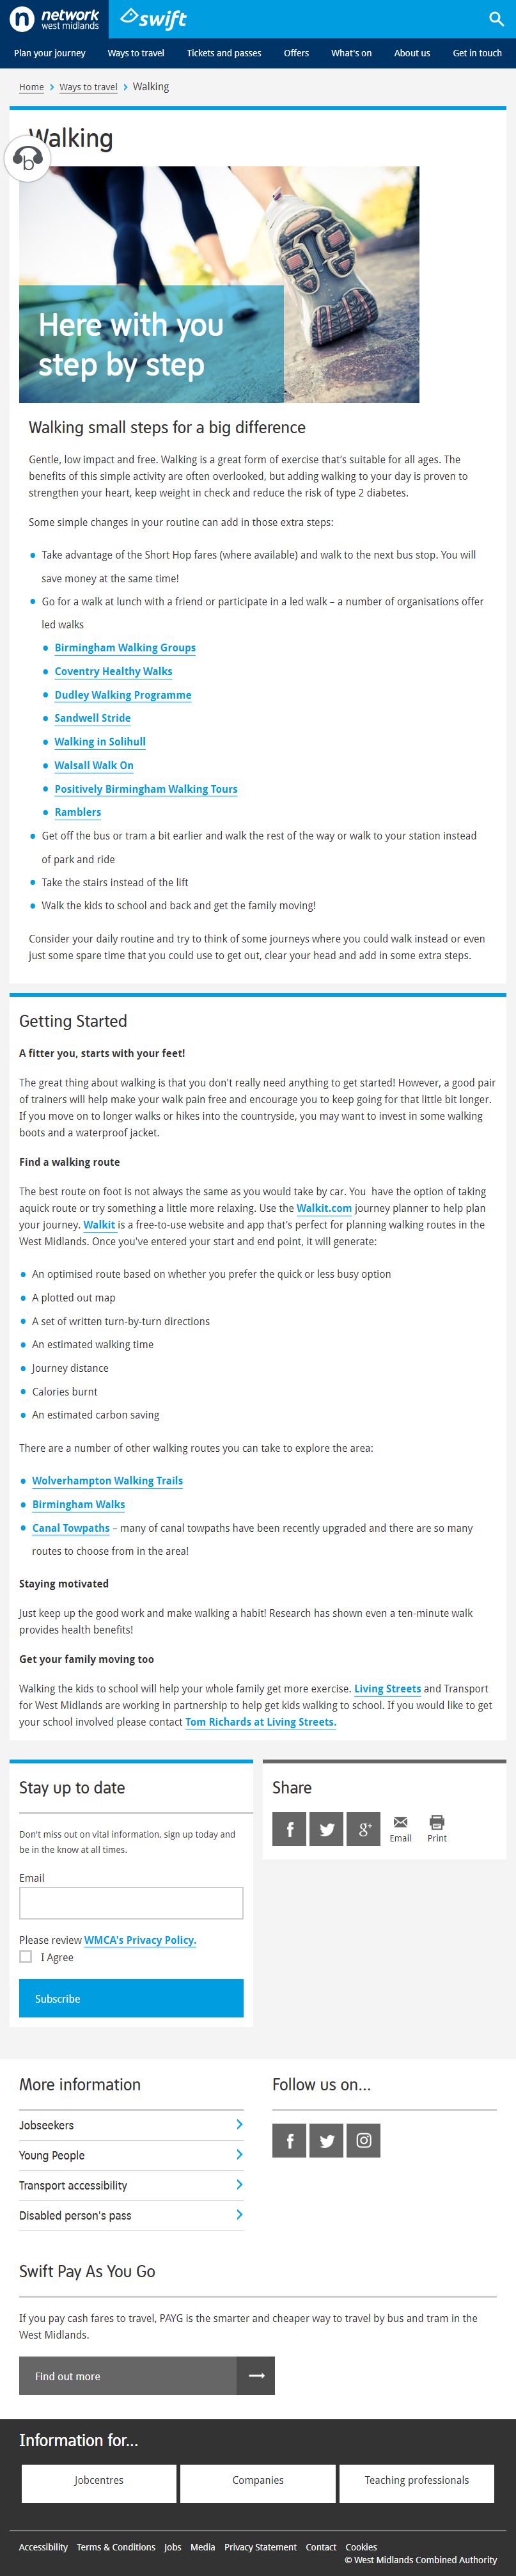 network
west midlands
swift
Plan your journey Ways to travel Tickets and passes Offers What's on About us Get in touch
Home Ways to travel Walking
Walking
b
Here with you
step by step
Walking small steps for a big difference
Gentle, low impact and free. Walking is a great form of exercise that's suitable for all ages. The
benefits of this simple activity are often overlooked, but adding walking to your day is proven to
strengthen your heart, keep weight in check and reduce the risk of type 2 diabetes.
Some simple changes in your routine can add in those extra steps:
Take advantage of the Short Hop fares (where available) and walk to the next bus stop. You will
save money at the same time!
Go for a walk at lunch with a friend or participate in a led walk – a number of organisations offer
led walks
Birmingham Walking Groups
Coventry Healthy Walks
Dudley Walking Programme
Sandwell Stride
Walking in Solihull
Walsall Walk On
Positively Birmingham Walking Tours
Ramblers
Get off the bus or tram a bit earlier and walk the rest of the way or walk to your station instead
of park and ride
Take the stairs instead of the lift
Walk the kids to school and back and get the family moving!
Consider your daily routine and try to think of some journeys where you could walk instead or even
just some spare time that you could use to get out, clear your head and add in some extra steps.
Getting Started
A fitter you, starts with your feet!
The great thing about walking is that you don't really need anything to get started! However, a good pair
of trainers will help make your walk pain free and encourage you to keep going for that little bit longer.
If you move on to longer walks or hikes into the countryside, you may want to invest in some walking
boots and a waterproof jacket.
Find a walking route
The best route on foot is not always the same as you would take by car. You have the option of taking
aquick route or try something a little more relaxing. Use the Walkit.com journey planner to help plan
your journey. Walkit is a free-to-use website and app that's perfect for planning walking routes in the
West Midlands. Once you've entered your start and end point, it will generate:
An optimised route based on whether you prefer the quick or less busy option
A plotted out map
A set of written turn-by-turn directions
An estimated walking time
Journey distance
Calories burnt
An estimated carbon saving
There are a number of other walking routes you can take to explore the area:
Wolverhampton Walking Trails
Birmingham Walks
Canal Towpaths – many of canal towpaths have been recently upgraded and there are so many
routes to choose from in the area!
Staying motivated
Just keep up the good work and make walking a habit! Research has shown even a ten-minute walk
provides health benefits!
Get your family moving too
Walking the kids to school will help your whole family get more exercise. Living Streets and Transport
for West Midlands are working in partnership to help get kids walking to school. If you would like to get
your school involved please contact Tom Richards at Living Streets.
Stay up to date
Don't miss out on vital information, sign up today and
be in the know at all times.
Email
Please review WMCA's Privacy Policy.
I Agree
Subscribe
Share
Email Print
More information
Jobseekers
Young People
Transport accessibility
Disabled person's pass
Follow us on...
Swift Pay As You Go
If you pay cash fares to travel, PAYG is the smarter and cheaper way to travel by bus and tram in the
West Midlands.
Find out more
Information for...
Jobcentres Companies Teaching professionals
Accessibility Terms & Conditions Jobs Media Privacy Statement Contact Cookies
© West Midlands Combined Authority